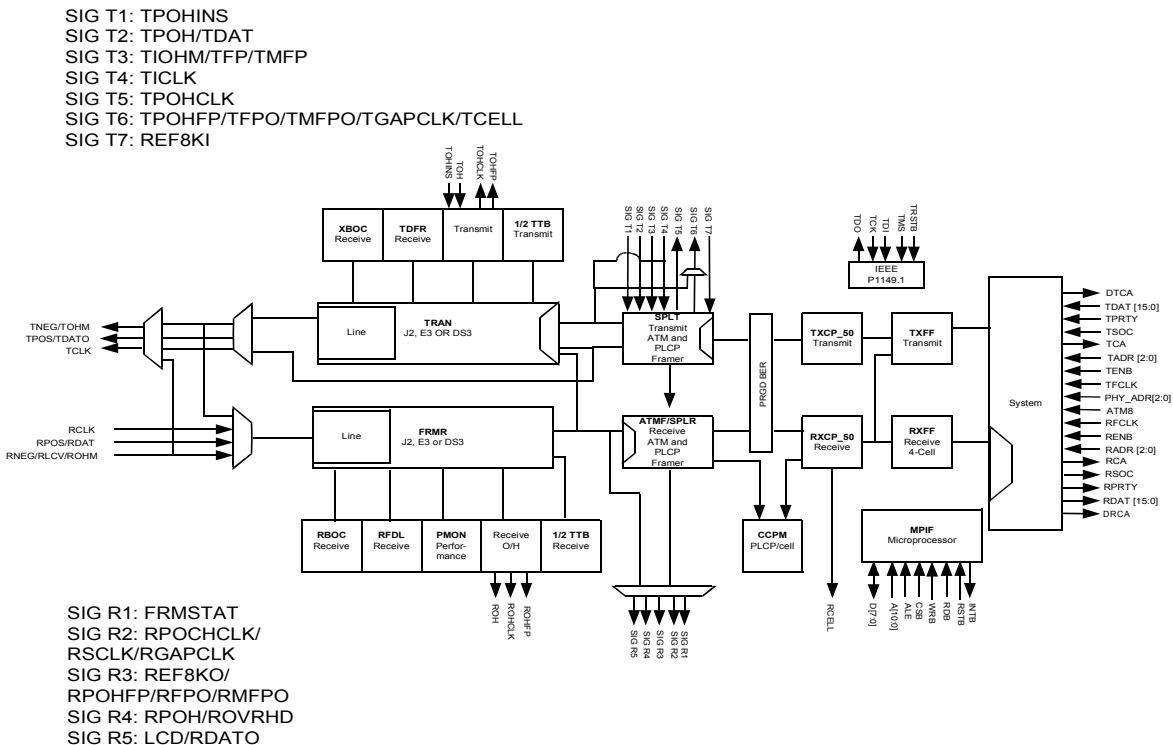 SIG T1: TPOHINS
SIG T2: TPOH/TDAT
SIG T3: TIOHM/TFP/TMFP
SIG T4: TICLK
SIG T5: TPOHCLK
SIG T6: TPOHFP/TFPO/TMFPO/TGAPCLK/TCELL
SIG T7: REF8KI
TOHINS
TOH
TOHCLK
TOHFP
XBOC
Receive
TDFR
Receive
Transmit
1/2 TTB
Transmit
SIG T1
SIG T2
SIG T3
SIG T4
SIG T5
SIG T6
SIG T7
TDO
TCK
TDI
TMS
TRSTB
IEEE
P1149.1
TNEG/TOHM
TPOS/TDATO
TCLK
Line
TRAN
J2, E3 OR DS3
SPLT
Transmit
ATM and
PLCP
Framer
PRGD BER
TXCP_50
Transmit
TXFF
Transmit
System
DTCA
TDAT [15:0]
TPRTY
TSOC
TCA
TADR [2:0]
TENB
TFCLK
PHY_ADR[2:0]
ATM8
RFCLK
RENB
RADR [2:0]
RCA
RSOC
RPRTY
RDAT [15:0]
DRCA
RCLK
RPOS/RDAT
RNEG/RLCV/ROHM
Line
FRMR
J2, E3 or DS3
ATMF/SPLR
Receive
ATM and
PLCP
Framer
RXCP_50
Receive
RXFF
Receive
4-Cell
RBOC
Receive
RFDL
Receive
PMON
Perfor-
mance
Receive
O/H
1/2 TTB
Receive
CCPM
PLCP/cell
MPIF
Microprocessor
ROH
ROHCLK
ROHFP
SIG R5
SIG R4
SIG R3
SIG R2
SIG R1
RCELL
D[7:0]
A[10:0]
ALE
CSB
WRB
RDB
RSTB
INTB
SIG R1: FRMSTAT
SIG R2: RPOCHCLK/
RSCLK/RGAPCLK
SIG R3: REF8KO/
RPOHFP/RFPO/RMFPO
SIG R4: RPOH/ROVRHD
SIG R5: LCD/RDATO